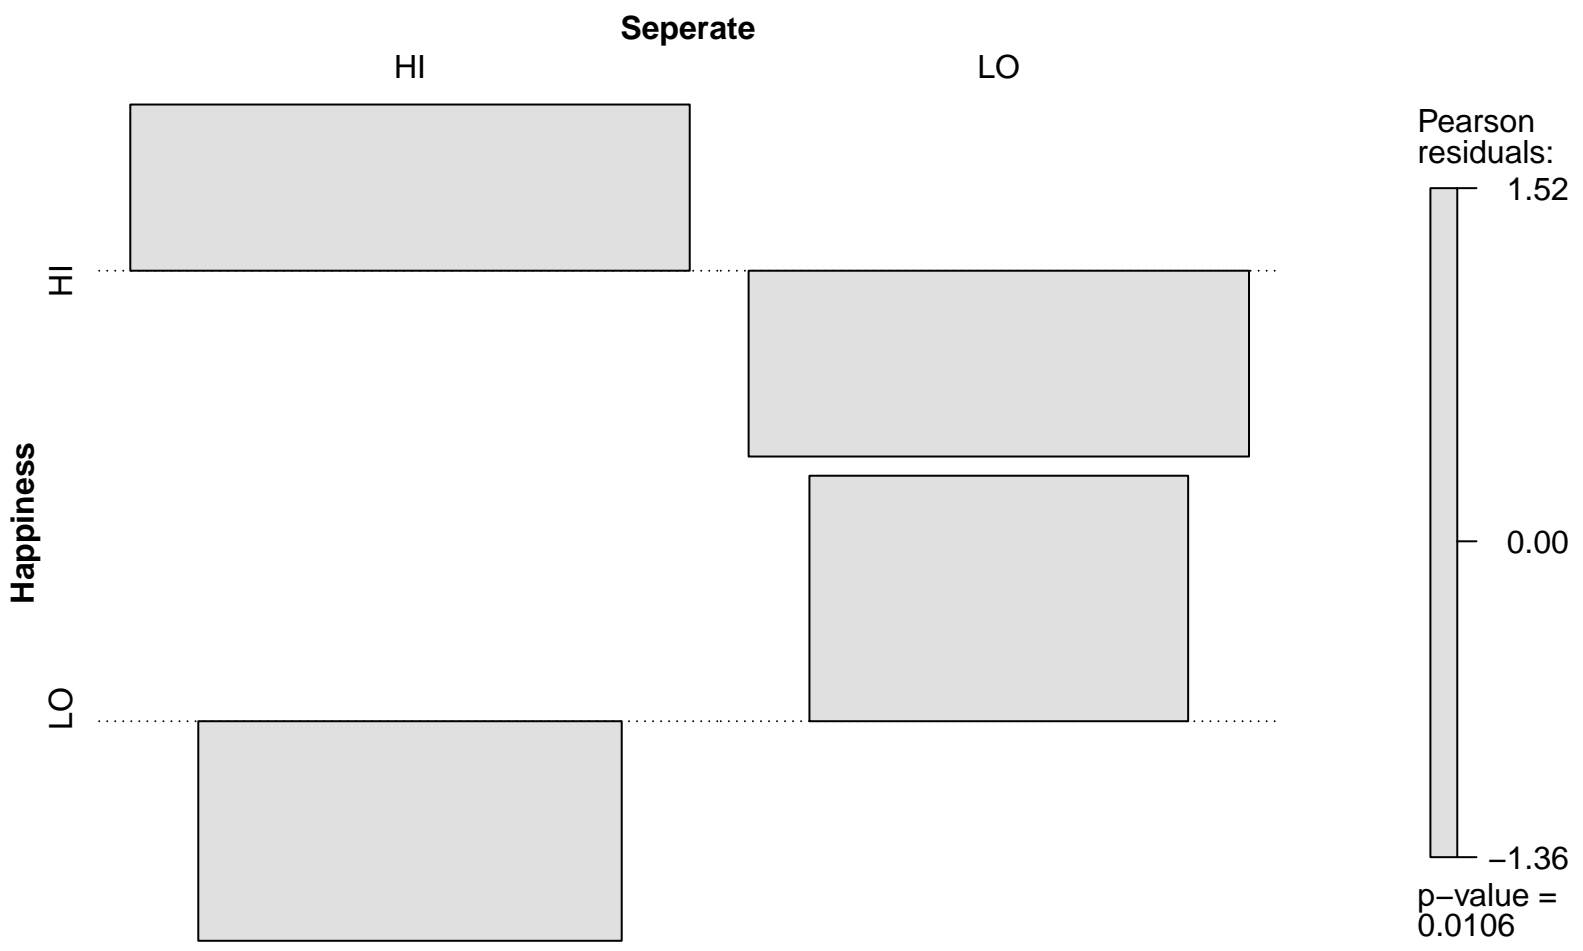 Seperate
HI
LO
HI
Happiness
LO
Pearson
residuals:
1.52
0.00
−1.36
p−value =
0.0106